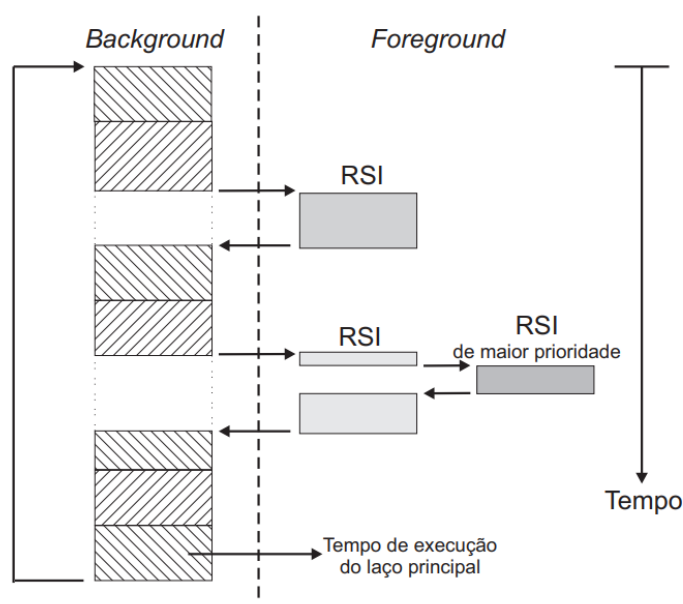 Background
Foreground
RSI
RSI
RSI
de maior prioridade
Tempo
Tempo de execução
do laço principal